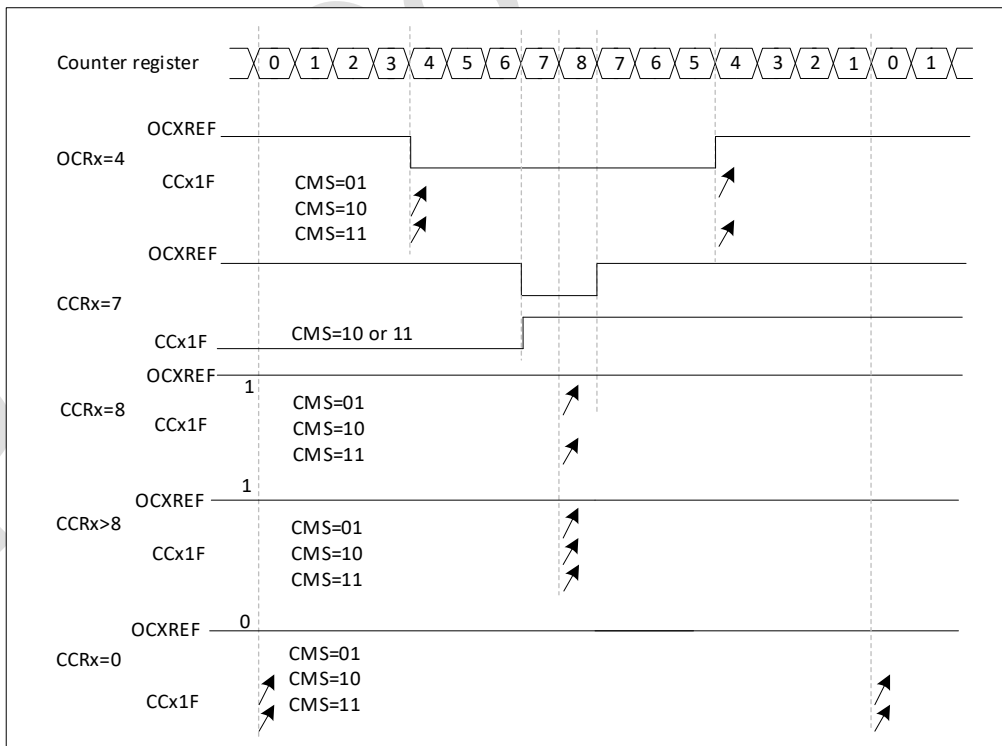 Counter register 0 1 2 3 4 5 6 7 8 7 6 5 4 3 2 1 0 1
OCXREF
OCRx=4
CCx1F
CMS=01
CMS=10
CMS=11
OCXREF
CCRx=7
CCx1F
CMS=10 or 11
OCXREF
1
CCRx=8
CCx1F
CMS=01
CMS=10
CMS=11
1
OCXREF
CCRx>8
CCx1F
CMS=01
CMS=10
CMS=11
0
OCXREF
CCRx=0
CCx1F
CMS=01
CMS=10
CMS=11